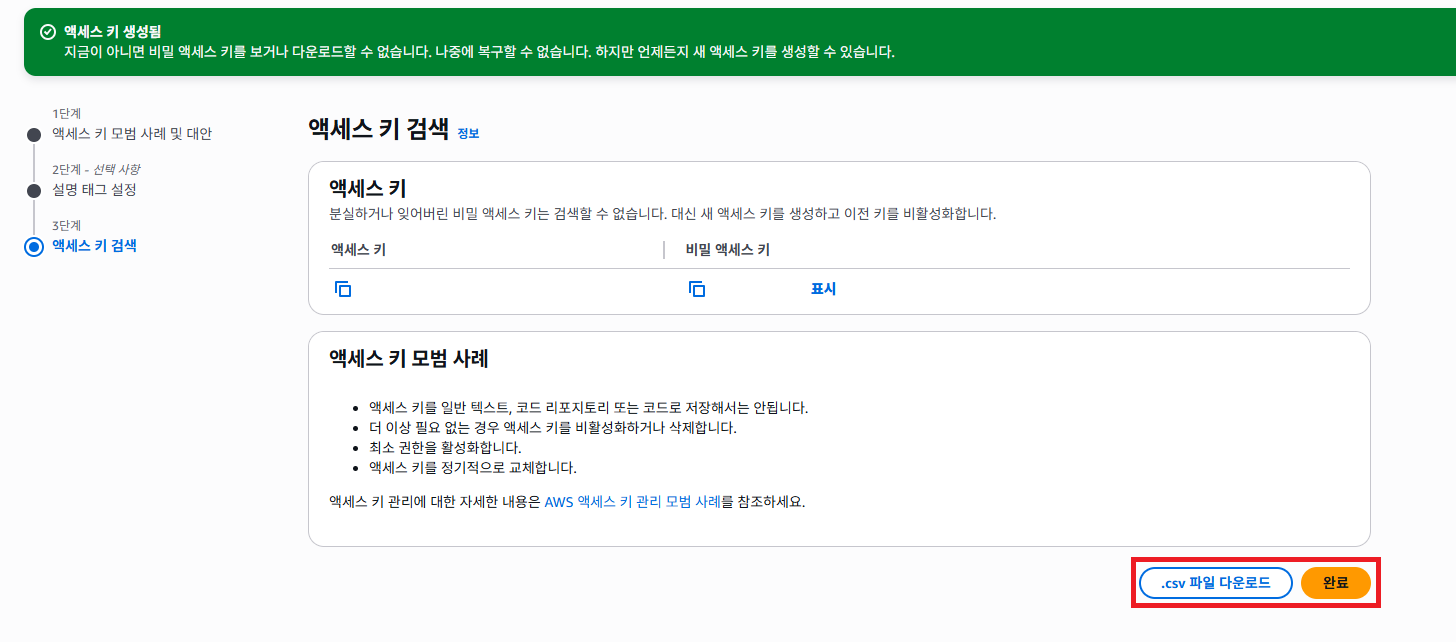 액세스 키 생성됨
지금이 아니면 비밀 액세스 키를 보거나 다운로드할 수 없습니다. 나중에 복구할 수 없습니다. 하지만 언제든지 새 액세스 키를 생성할 수 있습니다.
1단계
액세스 키 모범 사례 및 대안
2단계 - 선택 사항
설명 태그 설정
3단계
액세스 키 검색
액세스 키 검색 정보
액세스 키
분실하거나 잊어버린 비밀 액세스 키는 검색할 수 없습니다. 대신 새 액세스 키를 생성하고 이전 키를 비활성화합니다.
액세스 키 비밀 액세스 키
표시
액세스 키 모범 사례
액세스 키를 일반 텍스트, 코드 리포지토리 또는 코드로 저장해서는 안됩니다.
더 이상 필요 없는 경우 액세스 키를 비활성화하거나 삭제합니다.
최소 권한을 활성화합니다.
액세스 키를 정기적으로 교체합니다.
액세스 키 관리에 대한 자세한 내용은 AWS 액세스 키 관리 모범 사례를 참조하세요.
.csv 파일 다운로드 완료